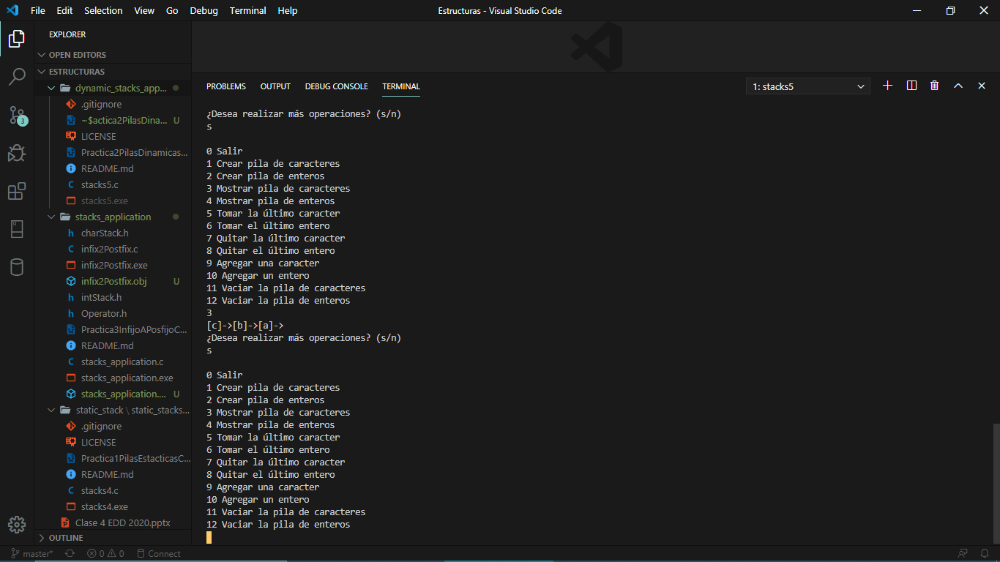 File Edit Selection View Go Debug Terminal Help
Estructuras - Visual Studio Code
EXPLORER
OPEN EDITORS
ESTRUCTURAS
dynamic_stacks_app...
.gitignore
~$actica2PilasDina... U
LICENSE
Practica2PilasDinamicas...
README.md
stacks5.c
stacks5.exe
stacks_application
charStack.h
infix2Postfix.c
infix2Postfix.exe
infix2Postfix.obj U
intStack.h
Operator.h
Practica3InfijoAPosfijoC...
README.md
stacks_application.c
stacks_application.exe
stacks_application.... U
static_stack \ static_stacks...
.gitignore
LICENSE
Practica1PilasEstacticasC...
README.md
stacks4.c
stacks4.exe
Clase 4 EDD 2020.pptx
OUTLINE
3
PROBLEMS OUTPUT DEBUG CONSOLE TERMINAL
1: stacks5
¿Desea realizar más operaciones? (s/n)
s
0 Salir
1 Crear pila de caracteres
2 Crear pila de enteros
3 Mostrar pila de caracteres
4 Mostrar pila de enteros
5 Tomar la último caracter
6 Tomar el último entero
7 Quitar la último caracter
8 Quitar el último entero
9 Agregar una caracter
10 Agregar un entero
11 Vaciar la pila de caracteres
12 Vaciar la pila de enteros
3
[c]->[b]->[a]->
¿Desea realizar más operaciones? (s/n)
s
0 Salir
1 Crear pila de caracteres
2 Crear pila de enteros
3 Mostrar pila de caracteres
4 Mostrar pila de enteros
5 Tomar la último caracter
6 Tomar el último entero
7 Quitar la último caracter
8 Quitar el último entero
9 Agregar una caracter
10 Agregar un entero
11 Vaciar la pila de caracteres
12 Vaciar la pila de enteros
master* 0 0 Connect